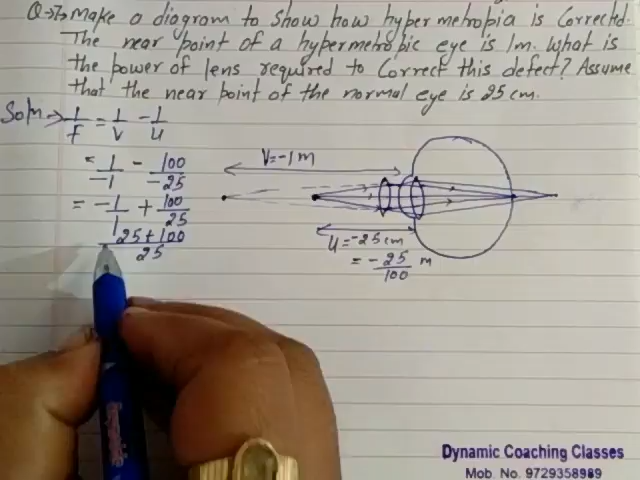 Q-7> Make a diagram to show how hypermetropia is corrected.
The near point of a hypermetropic eye is 1m. What is
the power of lens required to correct this defect? Assume
that the near point of the normal eye is 25 cm.
Soln→ 1/f = 1/v - 1/u
= 1/-1 - 100/-25
= -1/1 + 100/25
-25+100/25
V=-1m
u=-25cm
= -25/100 m
Dynamic Coaching Classes
Mob. No. 9729358989